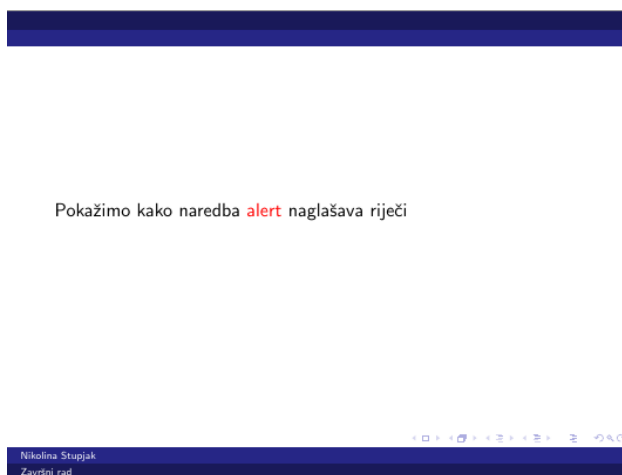 Pokažimo kako naredba alert naglašava riječi
Nikolina Stupjak
Završni rad